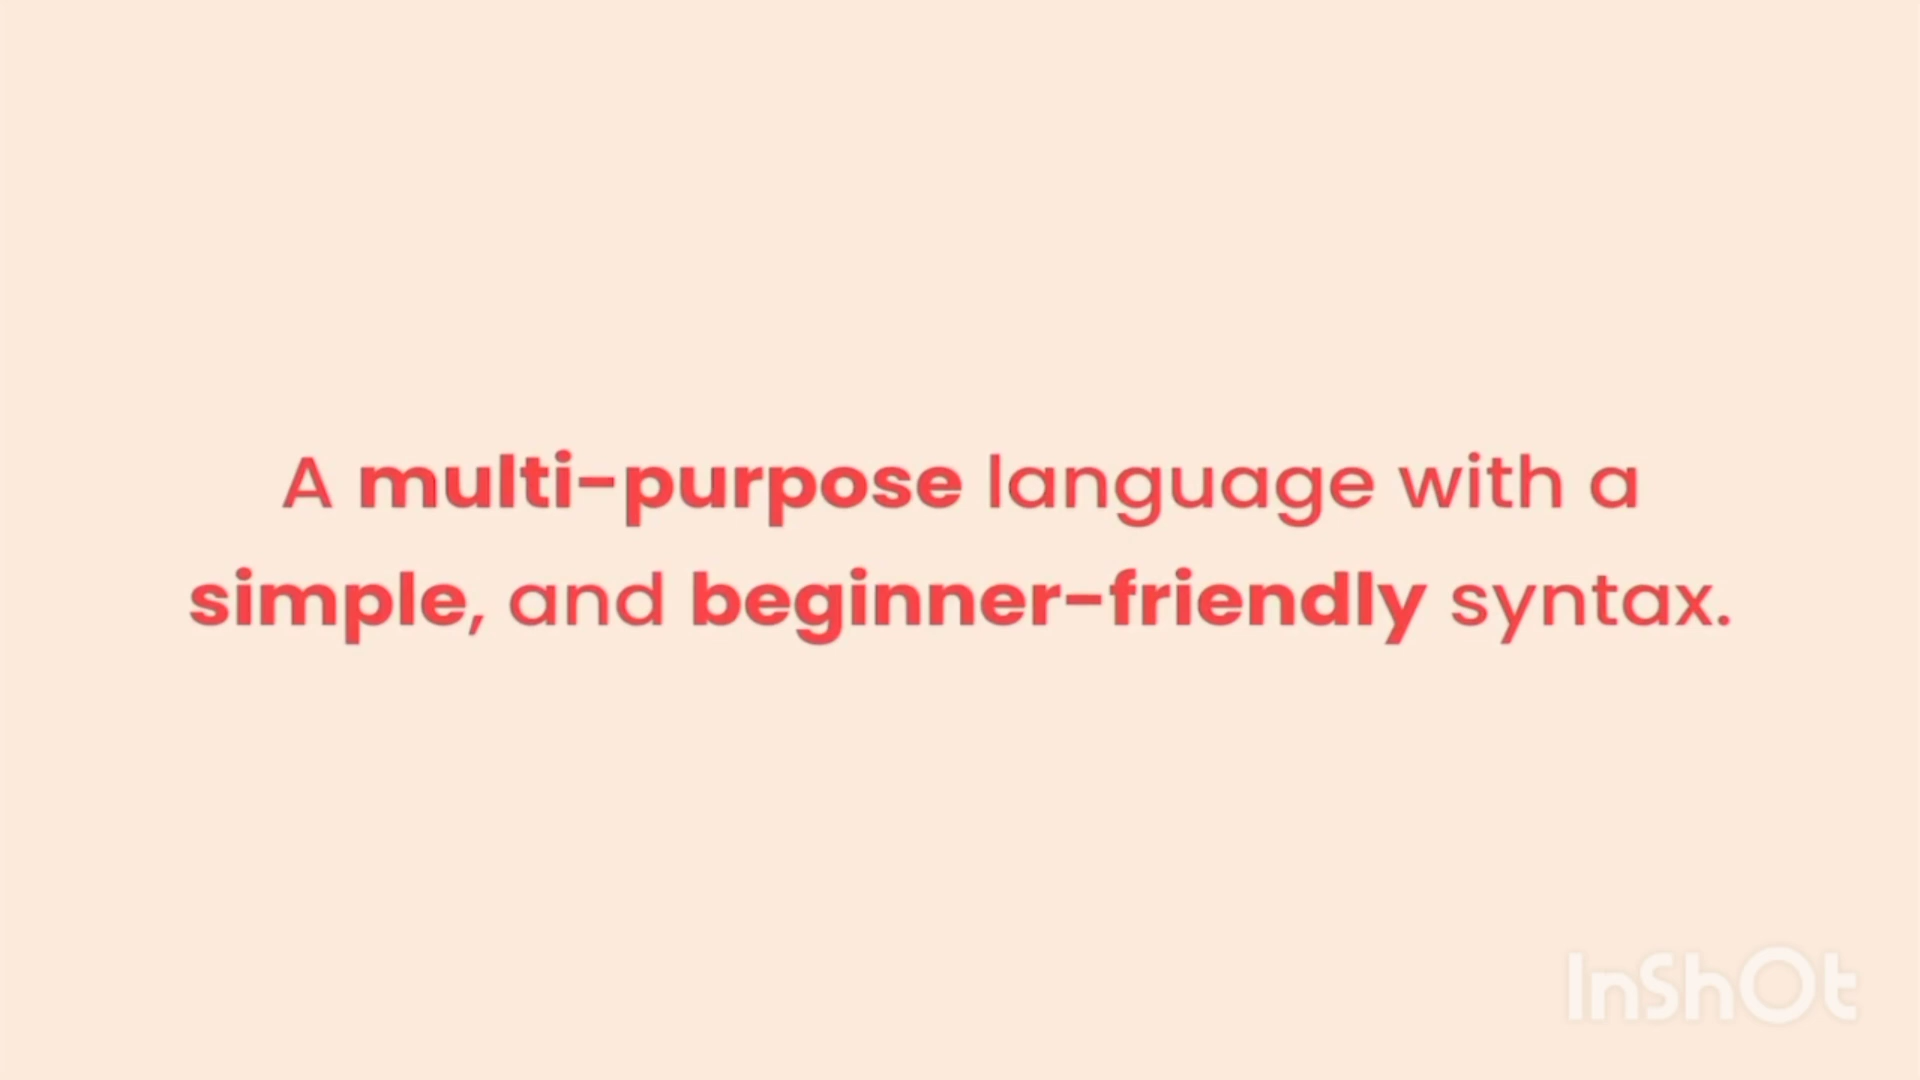 A multi-purpose language with a
simple, and beginner-friendly syntax.
InShOt